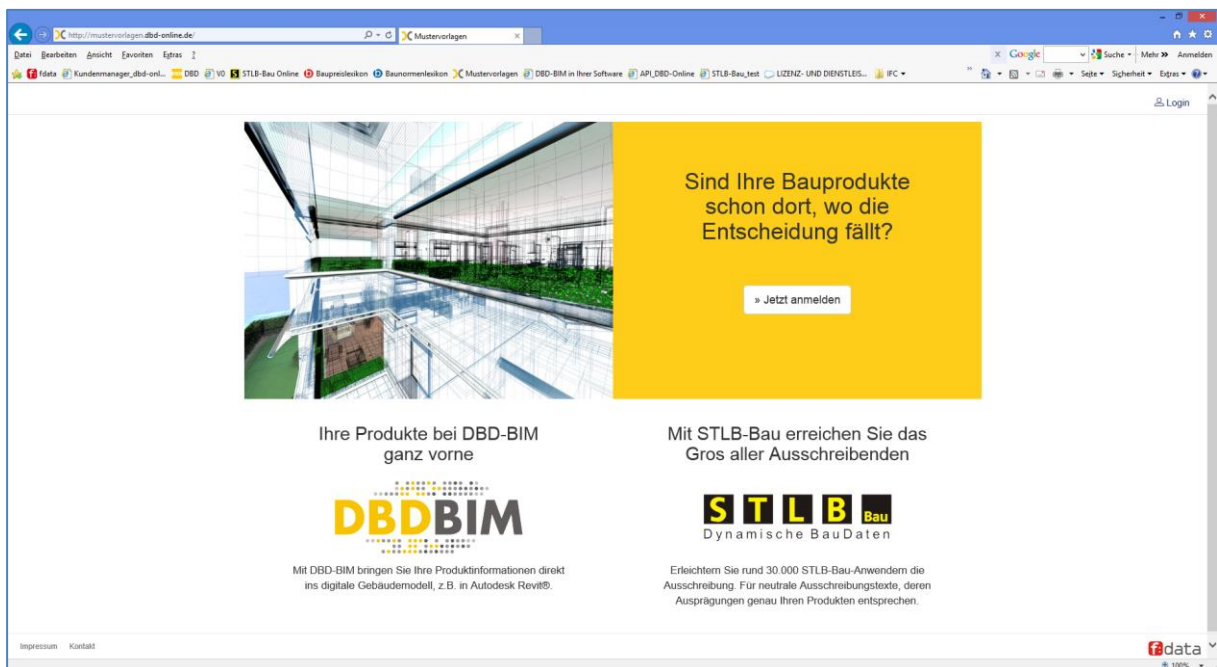 http://mustervorlagen.dbd-online.de/
Mustervorlagen
Datei Bearbeiten Ansicht Favoriten Extras ?
Google Suche Mehr » Anmelden
fdata Kundenmanager_dbd-onl... DBD V0 STLB-Bau Online Baupreislexikon Baunormenlexikon Mustervorlagen DBD-BIM in Ihrer Software API_DBD-Online STLB-Bau_test LIZENZ- UND DIENSTLEIS... IFC
Seite Sicherheit Extras
Login
Sind Ihre Bauprodukte
schon dort, wo die
Entscheidung fällt?
» Jetzt anmelden
Ihre Produkte bei DBD-BIM
ganz vorne
DBDBIM
Mit DBD-BIM bringen Sie Ihre Produktinformationen direkt
ins digitale Gebäudemodell, z.B. in Autodesk Revit®.
Mit STLB-Bau erreichen Sie das
Gros aller Ausschreibenden
STLB Bau
Dynamische BauDaten
Erleichtern Sie rund 30.000 STLB-Bau-Anwendern die
Ausschreibung. Für neutrale Ausschreibungstexte, deren
Ausprägungen genau Ihren Produkten entsprechen.
Impressum Kontakt
f:data
100%